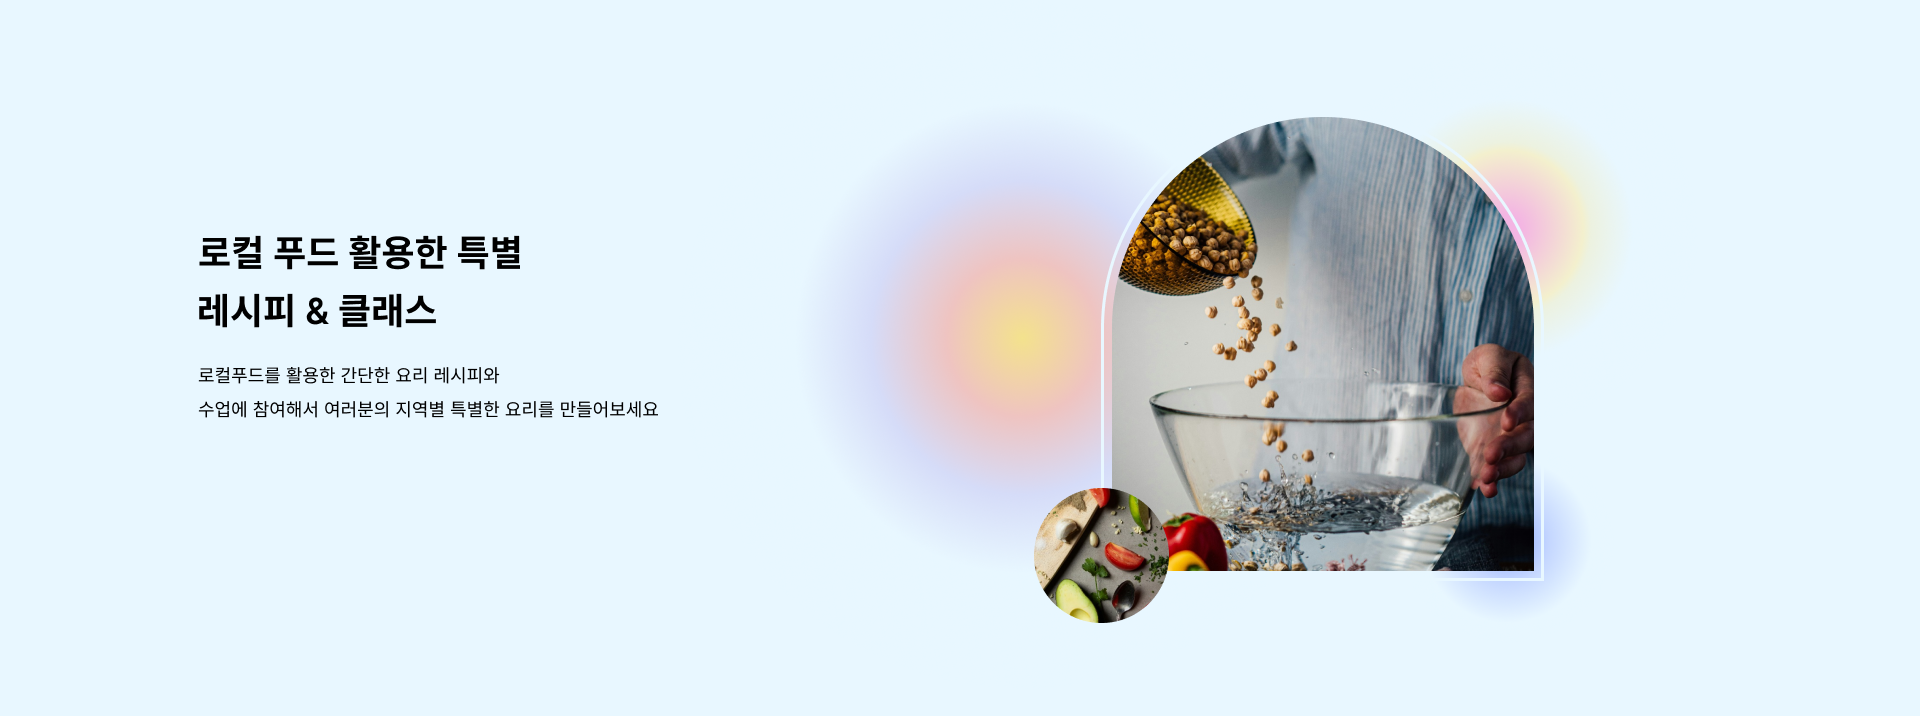 로컬 푸드 활용한 특별
레시피 & 클래스
로컬푸드를 활용한 간단한 요리 레시피와
수업에 참여해서 여러분의 지역별 특별한 요리를 만들어보세요